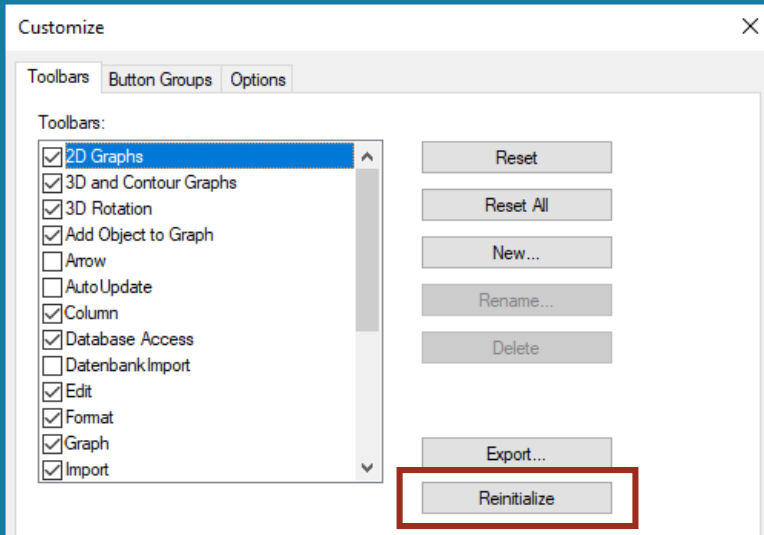 Customize
Toolbars Button Groups Options
Toolbars:
2D Graphs
3D and Contour Graphs
3D Rotation
Add Object to Graph
Arrow
AutoUpdate
Column
Database Access
DatenbankImport
Edit
Format
Graph
Import
Reset
Reset All
New...
Rename...
Delete
Export...
Reinitialize